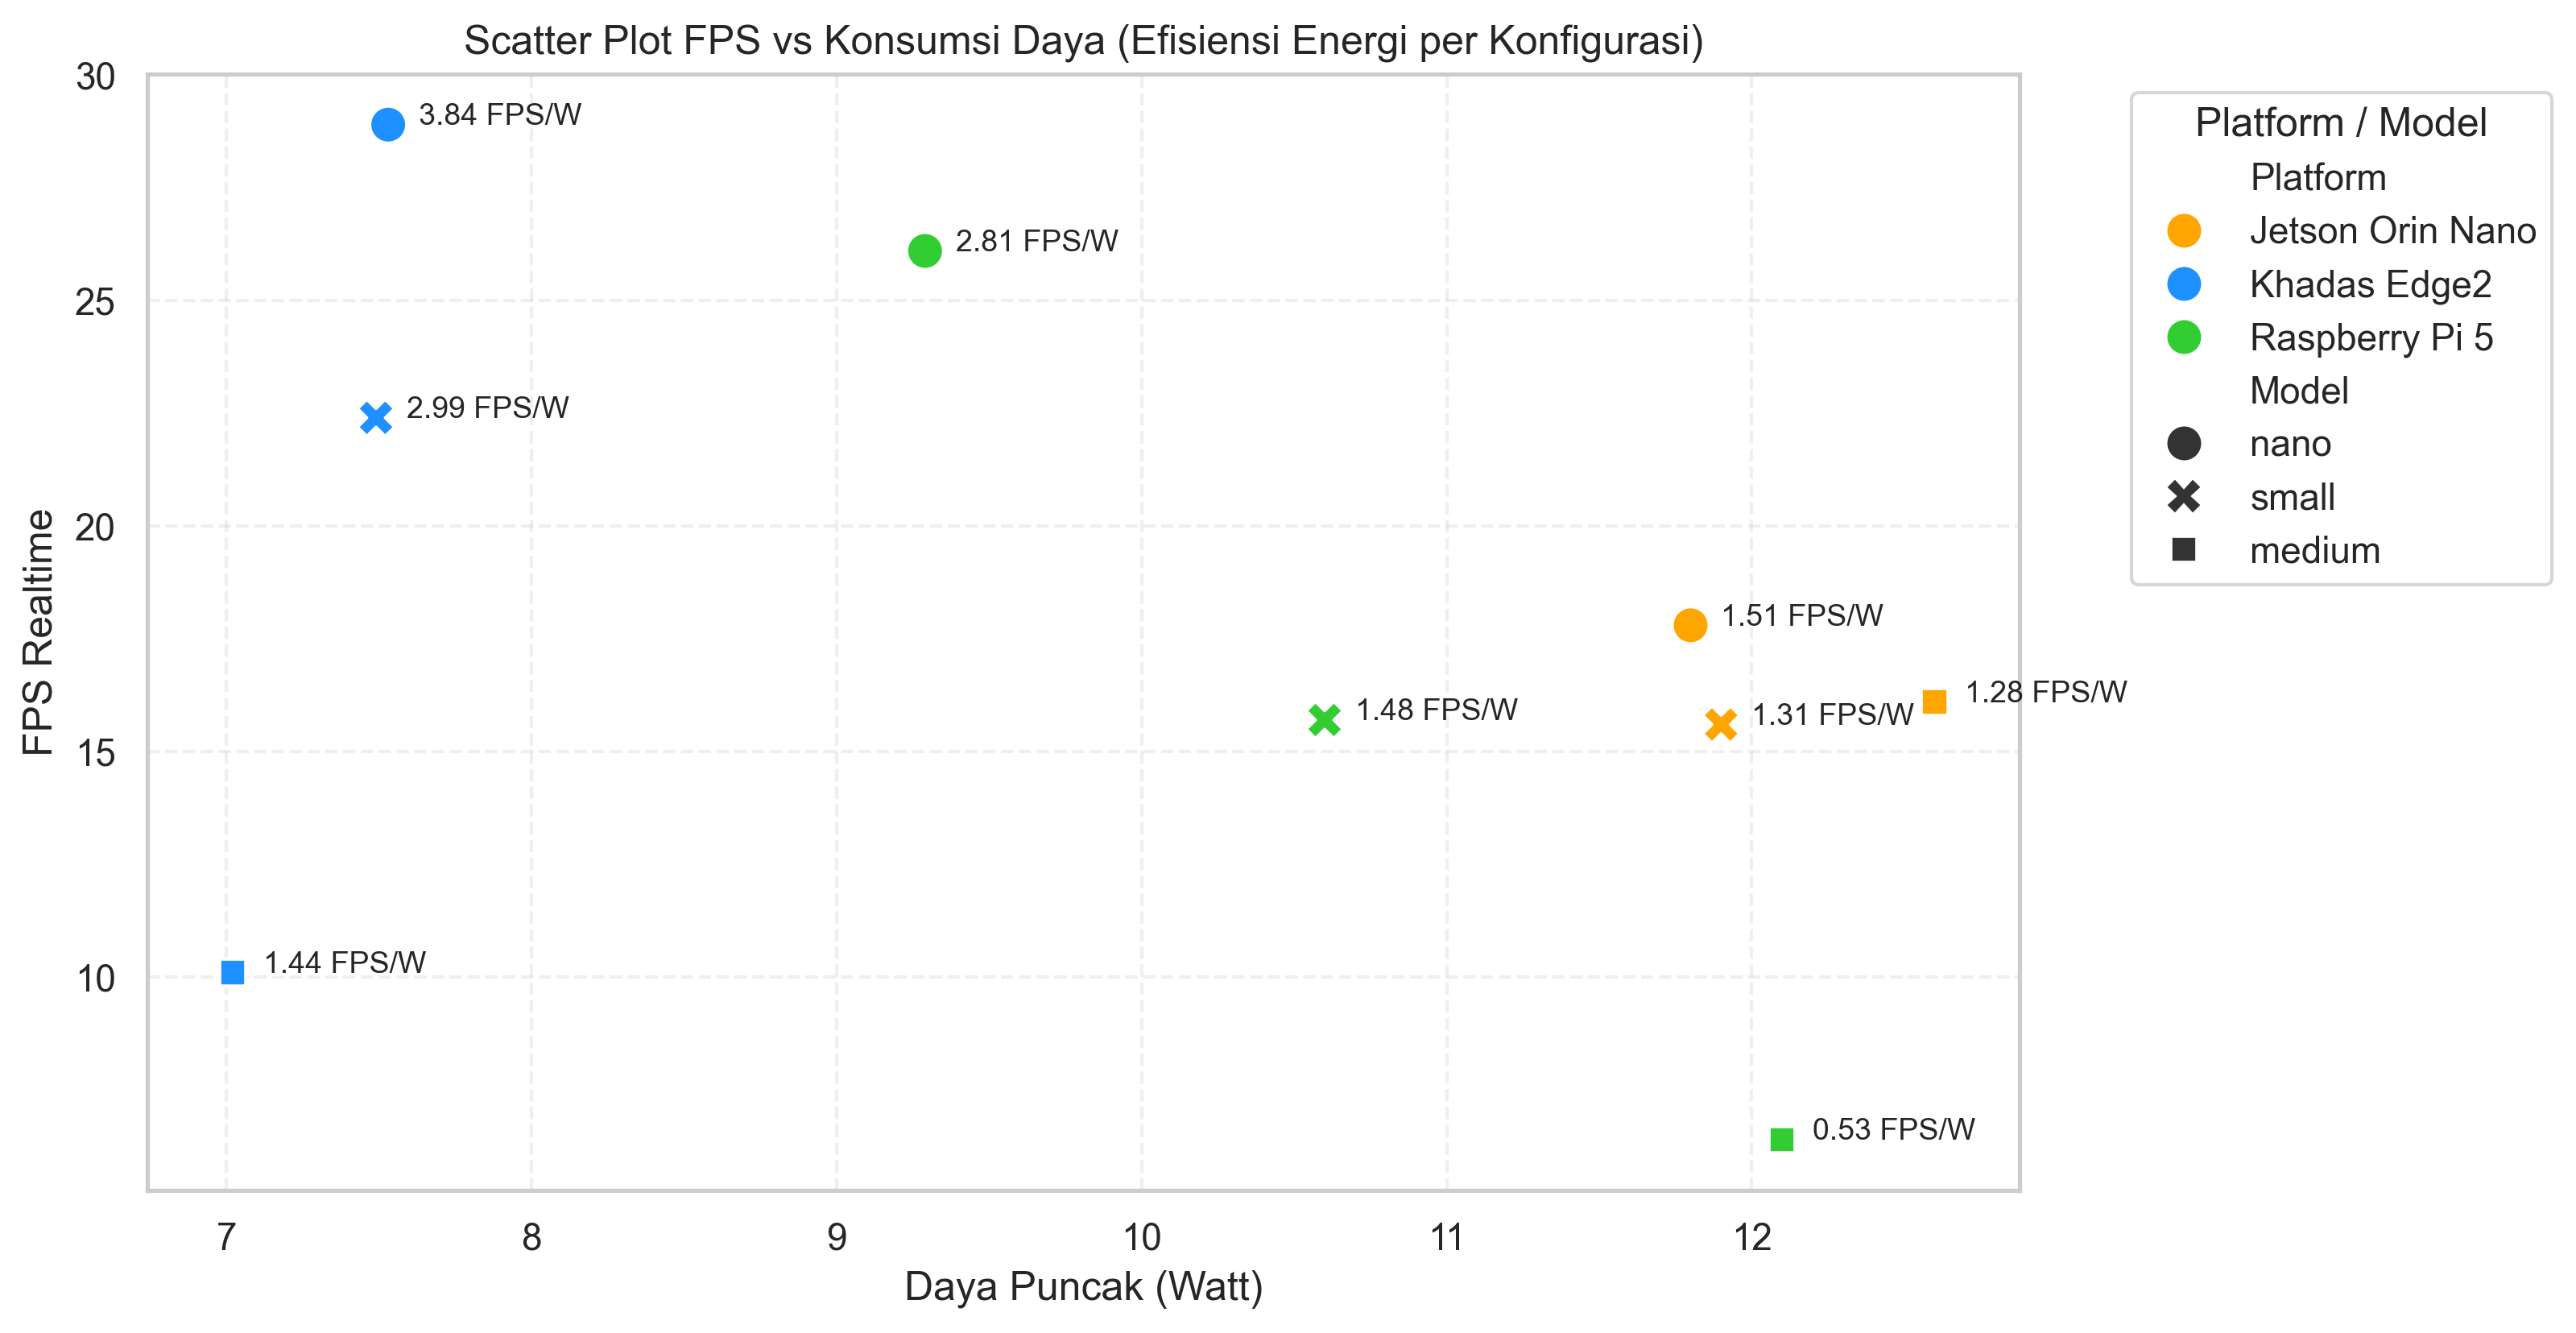 Scatter Plot FPS vs Konsumsi Daya (Efisiensi Energi per Konfigurasi)
FPS Realtime
30
25
20
15
10
3.84 FPS/W
2.81 FPS/W
2.99 FPS/W
1.51 FPS/W
1.28 FPS/W
1.48 FPS/W
1.31 FPS/W
1.44 FPS/W
0.53 FPS/W
7
8
9
10
11
12
Daya Puncak (Watt)
Platform / Model
Platform
Jetson Orin Nano
Khadas Edge2
Raspberry Pi 5
Model
nano
small
medium